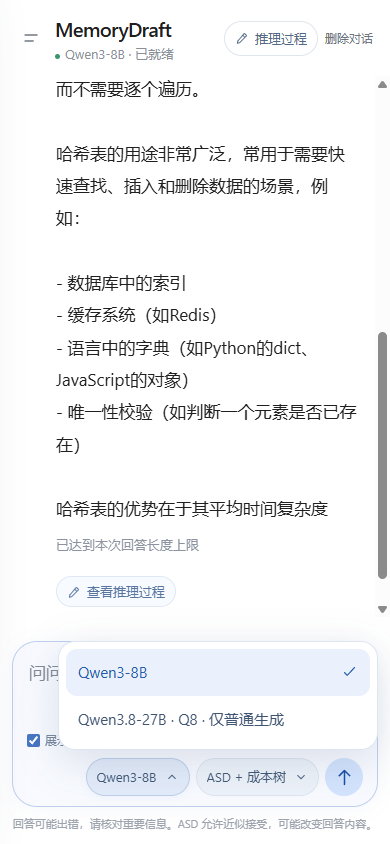 MemoryDraft
Qwen3-8B · 已就绪
推理过程
删除对话
而不需要逐个遍历。
哈希表的用途非常广泛，常用于需要快
速查找、插入和删除数据的场景，例
如：
- 数据库中的索引
- 缓存系统（如Redis）
- 语言中的字典（如Python的dict、
JavaScript的对象）
- 唯一性校验（如判断一个元素是否已存
在）
哈希表的优势在于其平均时间复杂度
已达到本次回答长度上限
查看推理过程
问问
Qwen3-8B
Qwen3.8-27B · Q8 · 仅普通生成
展
Qwen3-8B
ASD + 成本树
回答可能出错，请核对重要信息。ASD 允许近似接受，可能改变回答内容。